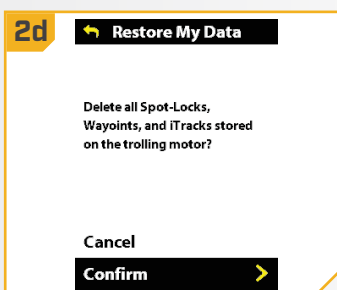 2d
Restore My Data
Delete all Spot-Locks,
Wayoints, and iTracks stored
on the trolling motor?
Cancel
Confirm